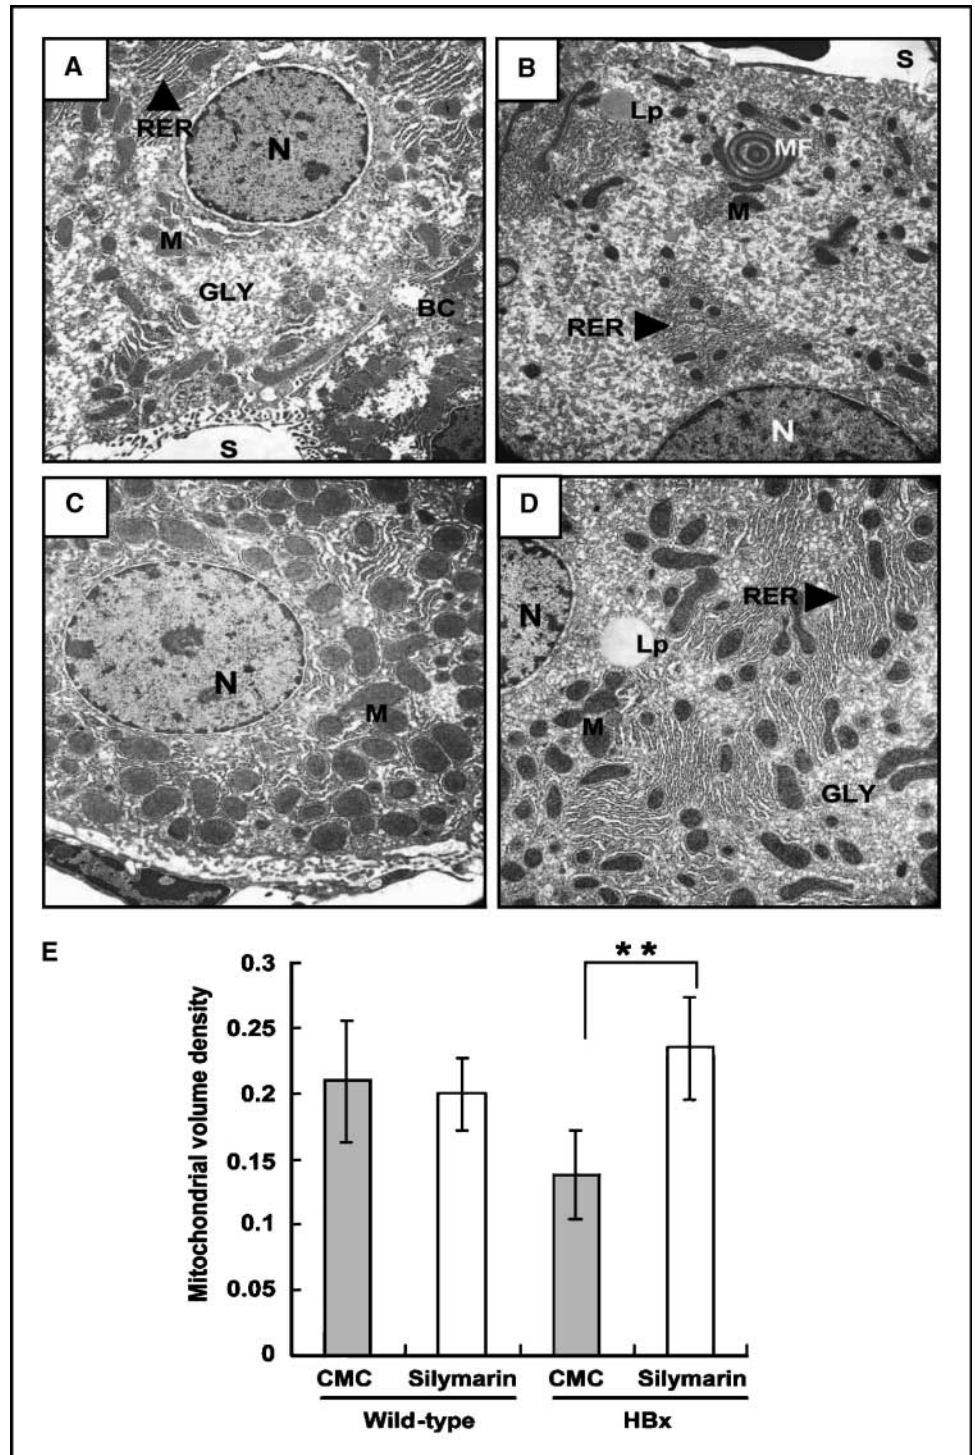 A
RER
N
M
GLY
BC
S
B
S
Lp
MF
M
RER
N
C
N
M
D
RER
N
Lp
M
GLY
E
**
Mitochondrial volume density
0.3
0.25
0.2
0.15
0.1
0.05
0
CMC Silymarin CMC Silymarin
Wild-type HBx